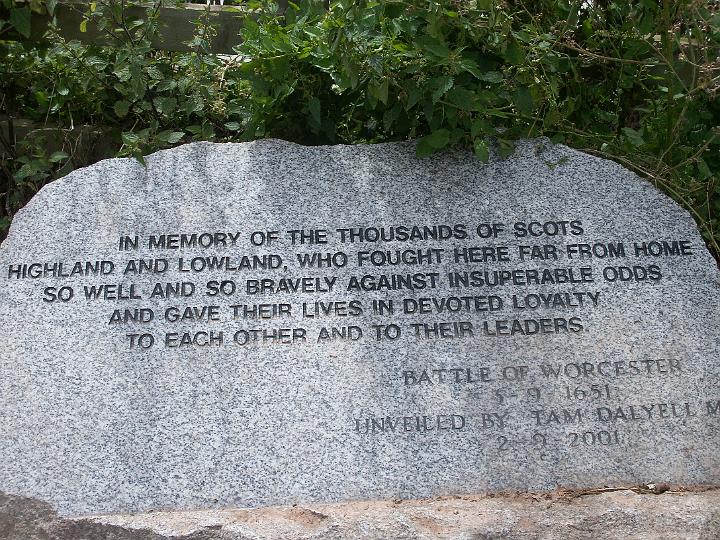 IN MEMORY OF THE THOUSANDS OF SCOTS
HIGHLAND AND LOWLAND, WHO FOUGHT HERE FAR FROM HOME
SO WELL AND SO BRAVELY AGAINST INSUPERABLE ODDS
AND GAVE THEIR LIVES IN DEVOTED LOYALTY
TO EACH OTHER AND TO THEIR LEADERS
BATTLE OF WORCESTER
3-9-1651
UNVEILED BY TAM DALYELL M
2-9-2001